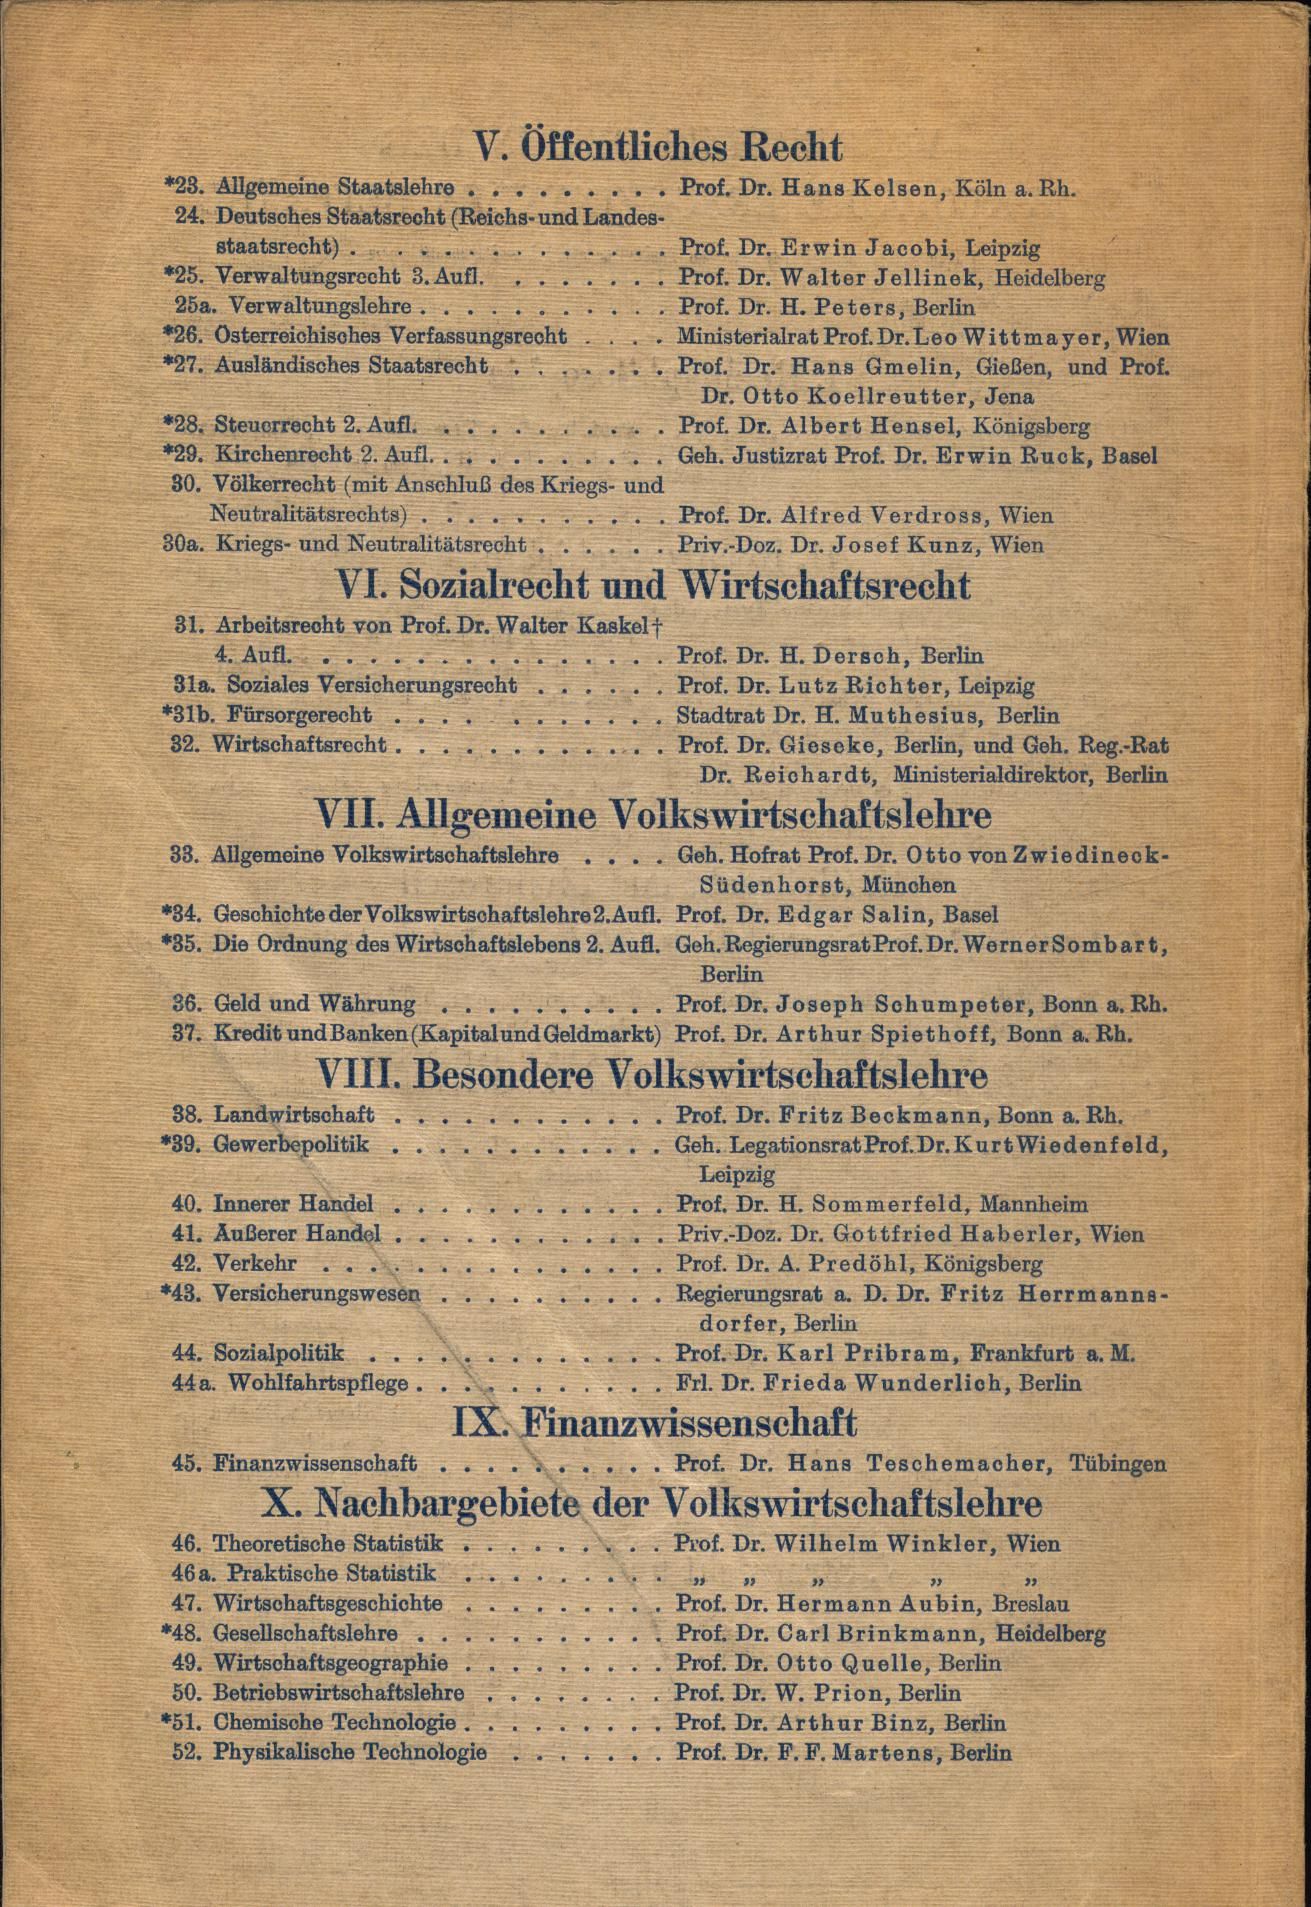 V. Öffentliches Recht
*23. Allgemeine Staatslehre . . . . . . . . . Prof. Dr. Hans Kelsen, Köln a. Rh.
24. Deutsches Staatsrecht (Reichs- und Landes-
staatsrecht) . . . . . . . . . . . . . . Prof. Dr. Erwin Jacobi, Leipzig
*25. Verwaltungsrecht 3. Aufl. . . . . . . . Prof. Dr. Walter Jellinek, Heidelberg
25a. Verwaltungslehre . . . . . . . . . . . Prof. Dr. H. Peters, Berlin
*26. Österreichisches Verfassungsrecht . . . . Ministerialrat Prof. Dr. Leo Wittmayer, Wien
*27. Ausländisches Staatsrecht . . . . . . . Prof. Dr. Hans Gmelin, Gießen, und Prof.
Dr. Otto Koellreutter, Jena
*28. Steuerrecht 2. Aufl. . . . . . . . . . . Prof. Dr. Albert Hensel, Königsberg
*29. Kirchenrecht 2. Aufl. . . . . . . . . . . Geh. Justizrat Prof. Dr. Erwin Ruck, Basel
30. Völkerrecht (mit Anschluß des Kriegs- und
Neutralitätsrechts) . . . . . . . . . . . Prof. Dr. Alfred Verdross, Wien
30a. Kriegs- und Neutralitätsrecht . . . . . . Priv.-Doz. Dr. Josef Kunz, Wien
VI. Sozialrecht und Wirtschaftsrecht
31. Arbeitsrecht von Prof. Dr. Walter Kaskel †
4. Aufl. . . . . . . . . . . . . . . . . Prof. Dr. H. Dersch, Berlin
31a. Soziales Versicherungsrecht . . . . . . Prof. Dr. Lutz Richter, Leipzig
*31b. Fürsorgerecht . . . . . . . . . . . Stadtrat Dr. H. Muthesius, Berlin
32. Wirtschaftsrecht . . . . . . . . . . . . Prof. Dr. Gieseke, Berlin, und Geh. Reg.-Rat
Dr. Reichardt, Ministerialdirektor, Berlin
VII. Allgemeine Volkswirtschaftslehre
33. Allgemeine Volkswirtschaftslehre . . . . Geh. Hofrat Prof. Dr. Otto von Zwiedineck-
Südenhorst, München
*34. Geschichte der Volkswirtschaftslehre 2. Aufl. Prof. Dr. Edgar Salin, Basel
*35. Die Ordnung des Wirtschaftslebens 2. Aufl. Geh. Regierungsrat Prof. Dr. Werner Sombart,
Berlin
36. Geld und Währung . . . . . . . . . . Prof. Dr. Joseph Schumpeter, Bonn a. Rh.
37. Kredit und Banken (Kapital und Geldmarkt) Prof. Dr. Arthur Spiethoff, Bonn a. Rh.
VIII. Besondere Volkswirtschaftslehre
38. Landwirtschaft . . . . . . . . . . . . Prof. Dr. Fritz Beckmann, Bonn a. Rh.
*39. Gewerbepolitik . . . . . . . . . . . . Geh. Legationsrat Prof. Dr. Kurt Wiedenfeld,
Leipzig
40. Innerer Handel . . . . . . . . . . . . Prof. Dr. H. Sommerfeld, Mannheim
41. Äußerer Handel . . . . . . . . . . . . Priv.-Doz. Dr. Gottfried Haberler, Wien
42. Verkehr . . . . . . . . . . . . . . . Prof. Dr. A. Predöhl, Königsberg
*43. Versicherungswesen . . . . . . . . . . Regierungsrat a. D. Dr. Fritz Herrmanns-
dorfer, Berlin
44. Sozialpolitik . . . . . . . . . . . . . Prof. Dr. Karl Pribram, Frankfurt a. M.
44a. Wohlfahrtspflege . . . . . . . . . . . Frl. Dr. Frieda Wunderlich, Berlin
IX. Finanzwissenschaft
45. Finanzwissenschaft . . . . . . . . . . Prof. Dr. Hans Teschemacher, Tübingen
X. Nachbargebiete der Volkswirtschaftslehre
46. Theoretische Statistik . . . . . . . . . Prof. Dr. Wilhelm Winkler, Wien
46a. Praktische Statistik . . . . . . . . . „ „ „ „ „
47. Wirtschaftsgeschichte . . . . . . . . . Prof. Dr. Hermann Aubin, Breslau
*48. Gesellschaftslehre . . . . . . . . . . . Prof. Dr. Carl Brinkmann, Heidelberg
49. Wirtschaftsgeographie . . . . . . . . . Prof. Dr. Otto Quelle, Berlin
50. Betriebswirtschaftslehre . . . . . . . . Prof. Dr. W. Prion, Berlin
*51. Chemische Technologie . . . . . . . . . Prof. Dr. Arthur Binz, Berlin
52. Physikalische Technologie . . . . . . . Prof. Dr. F. F. Martens, Berlin